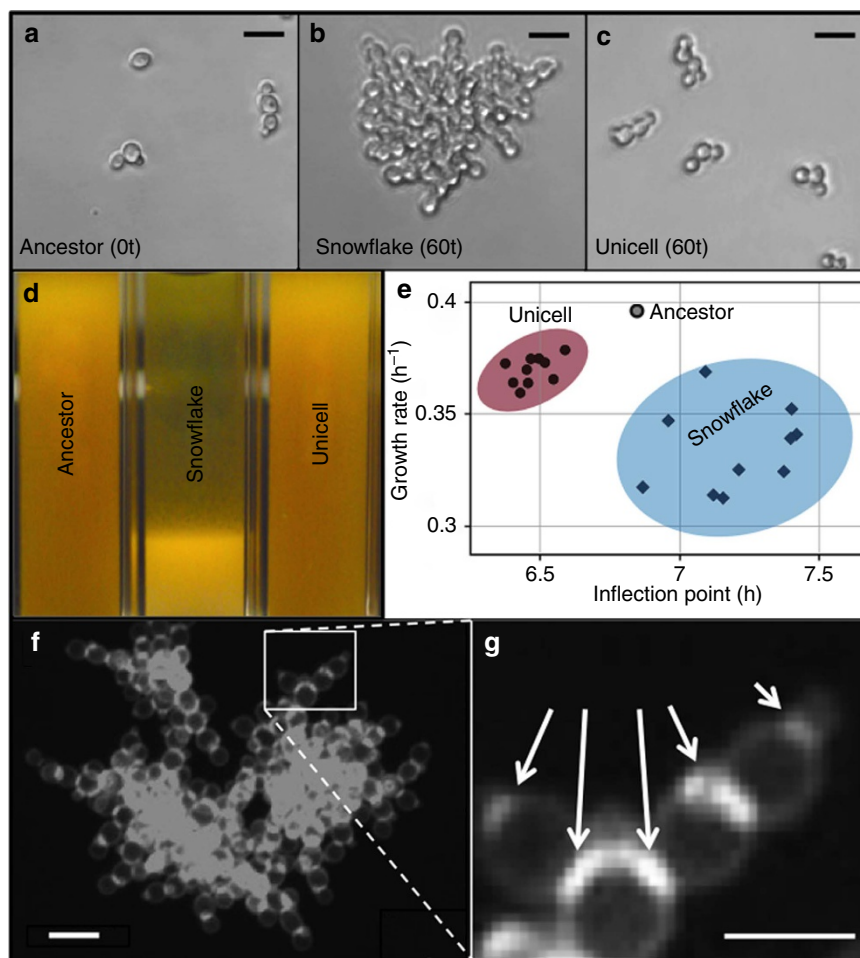 a
b
c
Ancestor (0t)
Snowflake (60t)
Unicell (60t)
d
Ancestor
Snowflake
Unicell
e
0.4
0.35
0.3
Growth rate (h⁻¹)
Unicell
Ancestor
Snowflake
6.5 7 7.5
Inflection point (h)
f
g